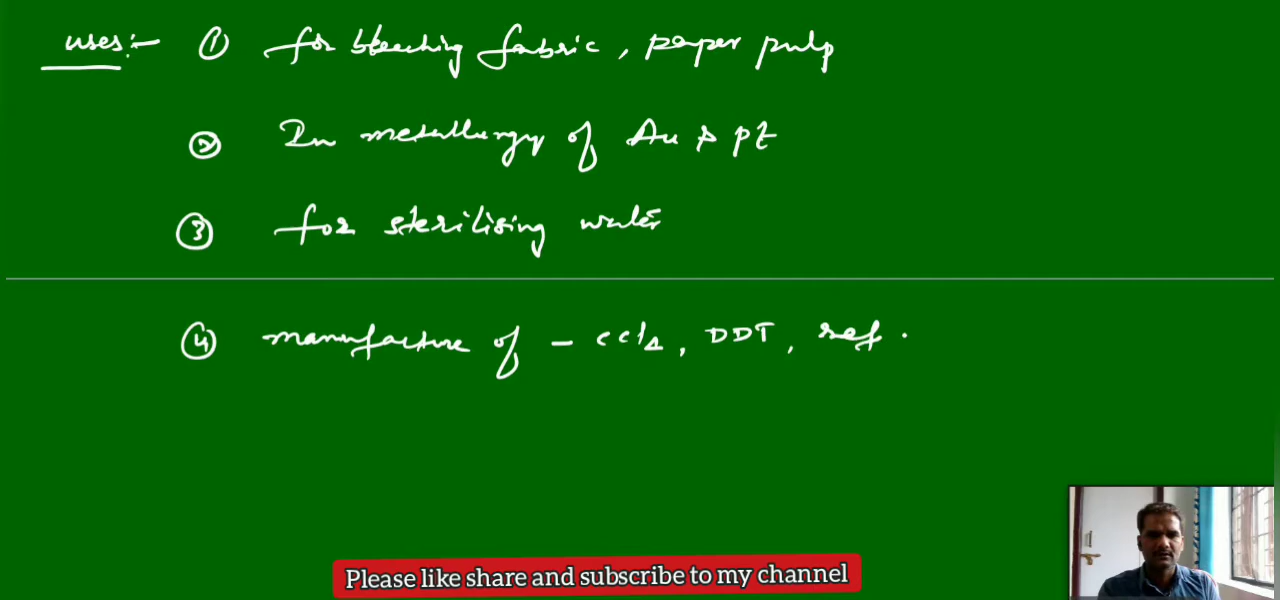 uses:- ① for bleaching fabric, paper pulp
② In metallurgy of Au & pt
③ for sterilising water
④ manufacture of - ccl4, DDT, ref.
Please like share and subscribe to my channel